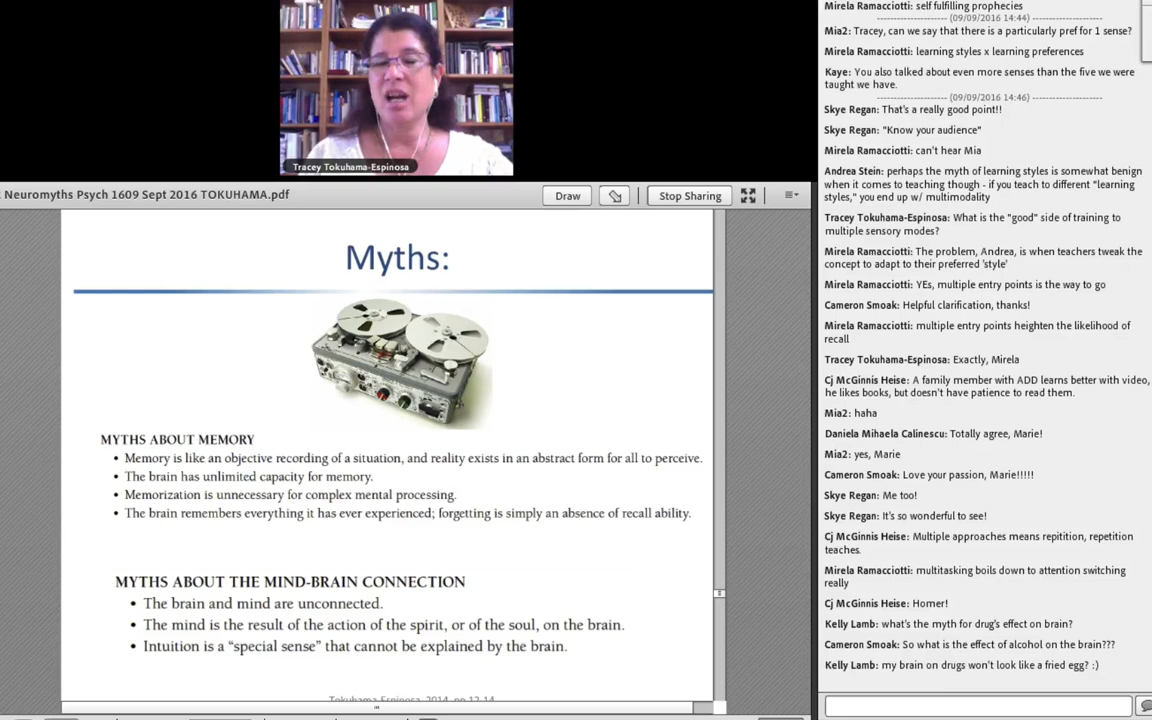 Tracey Tokuhama-Espinosa
Neuromyths Psych 1609 Sept 2016 TOKUHAMA.pdf
Draw
Stop Sharing
Myths:
MYTHS ABOUT MEMORY
• Memory is like an objective recording of a situation, and reality exists in an abstract form for all to perceive.
• The brain has unlimited capacity for memory.
• Memorization is unnecessary for complex mental processing.
• The brain remembers everything it has ever experienced; forgetting is simply an absence of recall ability.
MYTHS ABOUT THE MIND-BRAIN CONNECTION
• The brain and mind are unconnected.
• The mind is the result of the action of the spirit, or of the soul, on the brain.
• Intuition is a “special sense” that cannot be explained by the brain.
Tokuhama-Espinosa, 2014, pp.12-14
Mirela Ramacciotti: self fulfilling prophecies
-------------------- (09/09/2016 14:44) --------------------
Mia2: Tracey, can we say that there is a particularly pref for 1 sense?
Mirela Ramacciotti: learning styles x learning preferences
Kaye: You also talked about even more senses than the five we were
taught we have.
-------------------- (09/09/2016 14:46) --------------------
Skye Regan: That's a really good point!!
Skye Regan: "Know your audience"
Mirela Ramacciotti: can't hear Mia
Andrea Stein: perhaps the myth of learning styles is somewhat benign
when it comes to teaching though - if you teach to different "learning
styles," you end up w/ multimodality
Tracey Tokuhama-Espinosa: What is the "good" side of training to
multiple sensory modes?
Mirela Ramacciotti: The problem, Andrea, is when teachers tweak the
concept to adapt to their preferred 'style'
Mirela Ramacciotti: YEs, multiple entry points is the way to go
Cameron Smoak: Helpful clarification, thanks!
Mirela Ramacciotti: multiple entry points heighten the likelihood of
recall
Tracey Tokuhama-Espinosa: Exactly, Mirela
Cj McGinnis Heise: A family member with ADD learns better with video,
he likes books, but doesn't have patience to read them.
Mia2: haha
Daniela Mihaela Calinescu: Totally agree, Marie!
Mia2: yes, Marie
Cameron Smoak: Love your passion, Marie!!!!!
Skye Regan: Me too!
Skye Regan: It's so wonderful to see!
Cj McGinnis Heise: Multiple approaches means repitition, repetition
teaches.
Mirela Ramacciotti: multitasking boils down to attention switching
really
Cj McGinnis Heise: Homer!
Kelly Lamb: what's the myth for drug's effect on brain?
Cameron Smoak: So what is the effect of alcohol on the brain???
Kelly Lamb: my brain on drugs won't look like a fried egg? :)